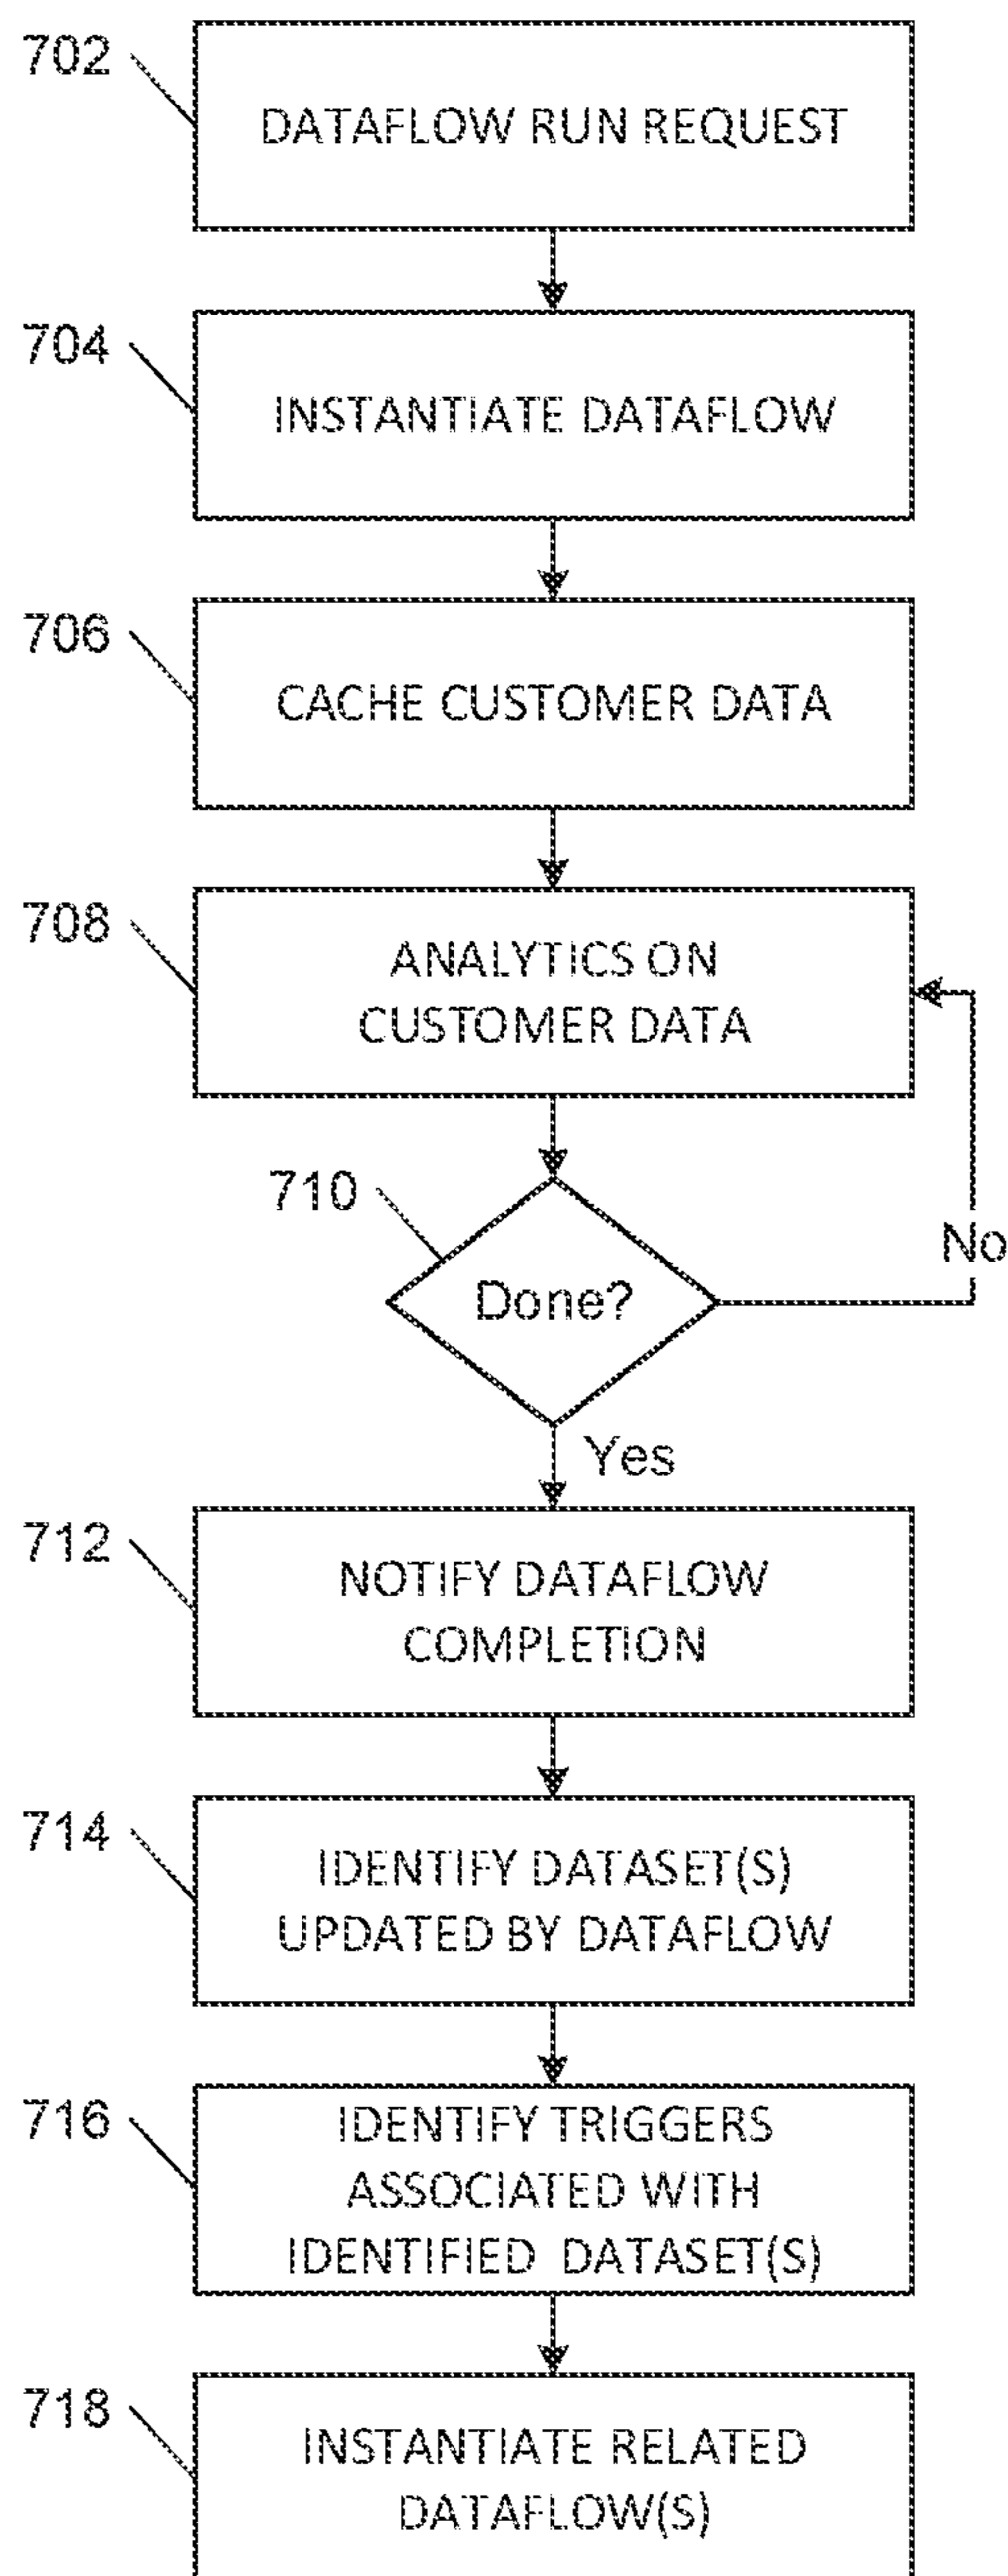 702
DATAFLOW RUN REQUEST
704
INSTANTIATE DATAFLOW
706
CACHE CUSTOMER DATA
708
ANALYTICS ON
CUSTOMER DATA
710
Done?
No
Yes
712
NOTIFY DATAFLOW
COMPLETION
714
IDENTIFY DATASET(S)
UPDATED BY DATAFLOW
716
IDENTIFY TRIGGERS
ASSOCIATED WITH
IDENTIFIED DATASET(S)
718
INSTANTIATE RELATED
DATAFLOW(S)